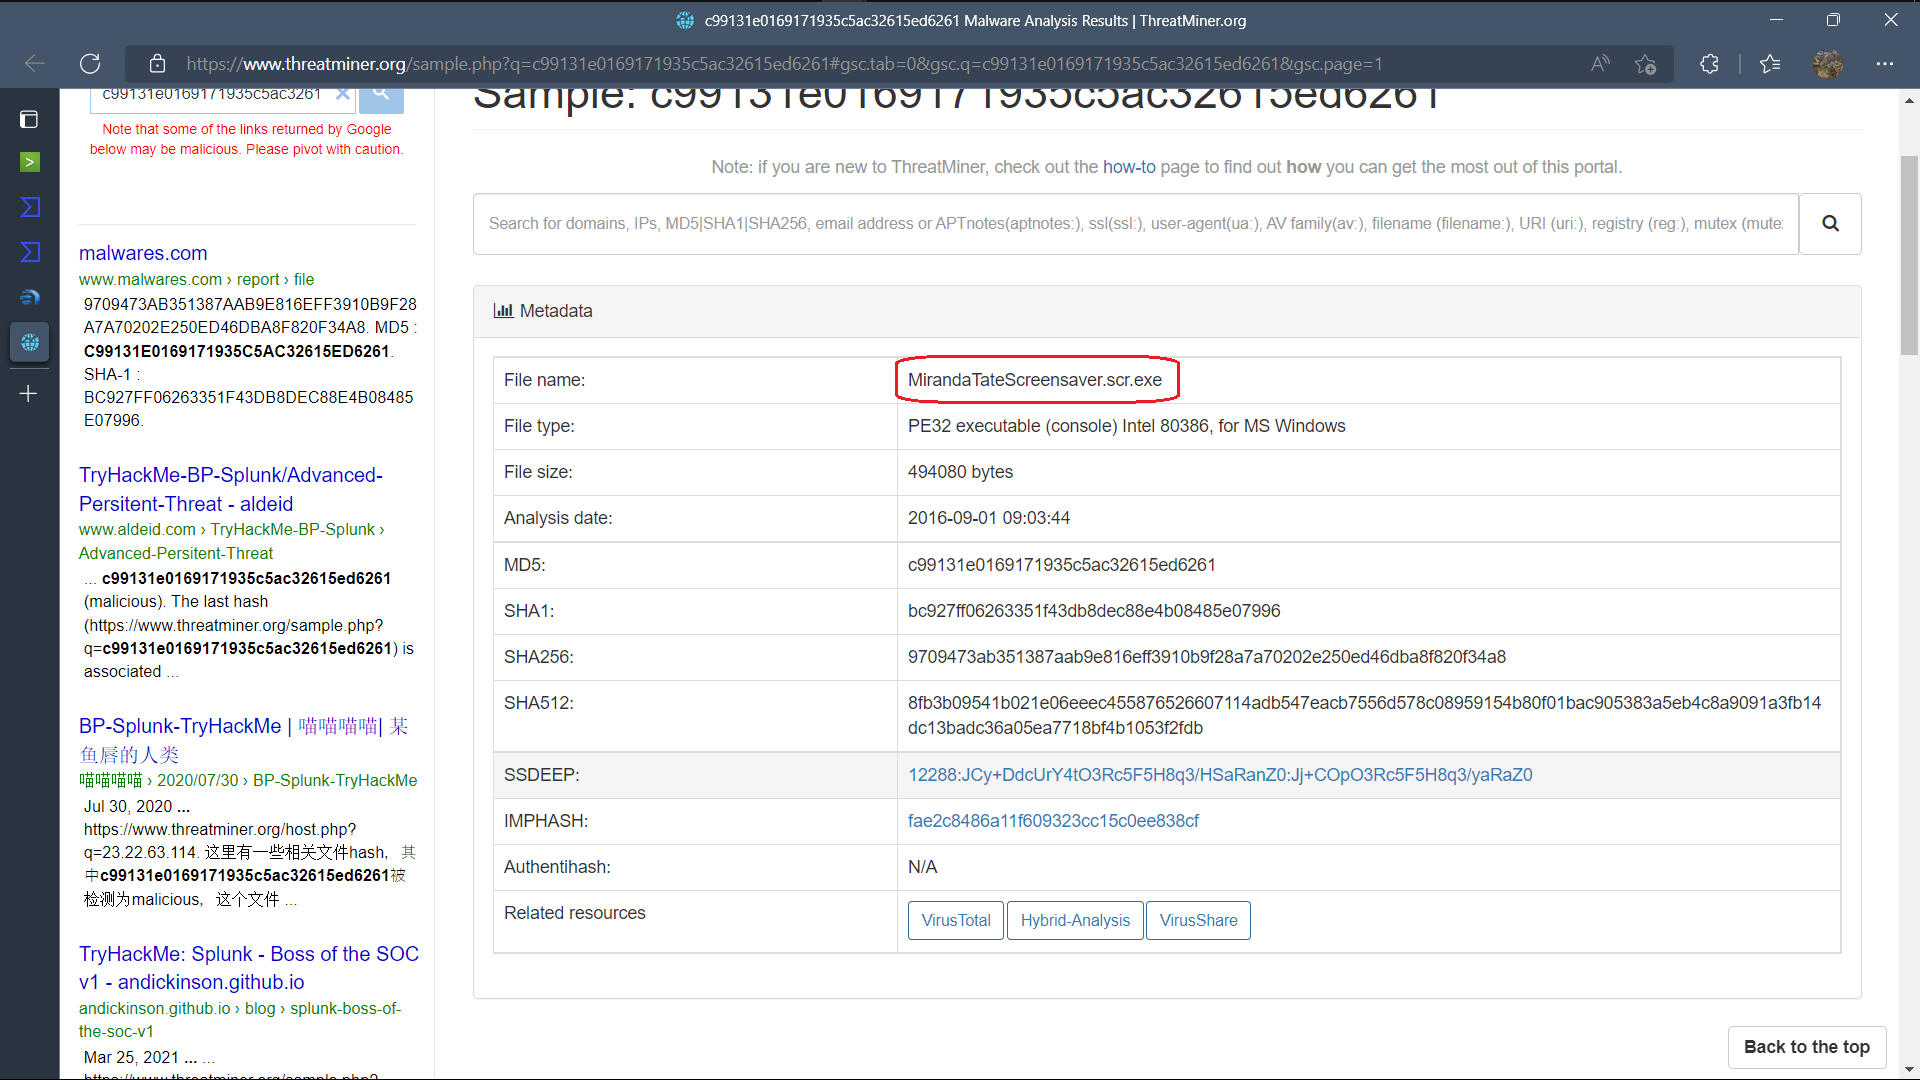 c99131e0169171935c5ac32615ed6261 Malware Analysis Results | ThreatMiner.org
https://www.threatminer.org/sample.php?q=c99131e0169171935c5ac32615ed6261#gsc.tab=0&gsc.q=c99131e0169171935c5ac32615ed6261&gsc.page=1
c99131e0169171935c5ac3261
Note that some of the links returned by Google
below may be malicious. Please pivot with caution.
malwares.com
www.malwares.com › report › file
9709473AB351387AAB9E816EFF3910B9F28
A7A70202E250ED46DBA8F820F34A8. MD5 :
C99131E0169171935C5AC32615ED6261.
SHA-1 :
BC927FF06263351F43DB8DEC88E4B08485
E07996.
TryHackMe-BP-Splunk/Advanced-
Persitent-Threat - aldeid
www.aldeid.com › TryHackMe-BP-Splunk ›
Advanced-Persitent-Threat
... c99131e0169171935c5ac32615ed6261
(malicious). The last hash
(https://www.threatminer.org/sample.php?
q=c99131e0169171935c5ac32615ed6261) is
associated ...
BP-Splunk-TryHackMe | 喵喵喵喵| 某
鱼唇的人类
喵喵喵喵 › 2020/07/30 › BP-Splunk-TryHackMe
Jul 30, 2020 ...
https://www.threatminer.org/host.php?
q=23.22.63.114. 这里有一些相关文件hash，其
中c99131e0169171935c5ac32615ed6261被
检测为malicious，这个文件 ...
TryHackMe: Splunk - Boss of the SOC
v1 - andickinson.github.io
andickinson.github.io › blog › splunk-boss-of-
the-soc-v1
Mar 25, 2021 ... ...
https://www.threatminer.org/sample.php?
Sample: c99131e0169171935c5ac32615ed6261
Note: if you are new to ThreatMiner, check out the how-to page to find out how you can get the most out of this portal.
Search for domains, IPs, MD5|SHA1|SHA256, email address or APTnotes(aptnotes:), ssl(ssl:), user-agent(ua:), AV family(av:), filename (filename:), URI (uri:), registry (reg:), mutex (mute:
Metadata
File name: MirandaTateScreensaver.scr.exe
File type: PE32 executable (console) Intel 80386, for MS Windows
File size: 494080 bytes
Analysis date: 2016-09-01 09:03:44
MD5: c99131e0169171935c5ac32615ed6261
SHA1: bc927ff06263351f43db8dec88e4b08485e07996
SHA256: 9709473ab351387aab9e816eff3910b9f28a7a70202e250ed46dba8f820f34a8
SHA512: 8fb3b09541b021e06eeec455876526607114adb547eacb7556d578c08959154b80f01bac905383a5eb4c8a9091a3fb14
dc13badc36a05ea7718bf4b1053f2fdb
SSDEEP: 12288:JCy+DdcUrY4tO3Rc5F5H8q3/HSaRanZ0:Jj+COpO3Rc5F5H8q3/yaRaZ0
IMPHASH: fae2c8486a11f609323cc15c0ee838cf
Authentihash: N/A
Related resources VirusTotal Hybrid-Analysis VirusShare
Back to the top